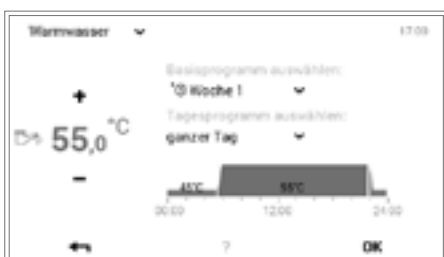 Warmwasser
17:00
Basisprogramm auswählen:
Woche 1
Tagesprogramm auswählen:
ganzer Tag
+
55,0 °C
−
45°C
55°C
00:00
12:00
24:00
?
OK